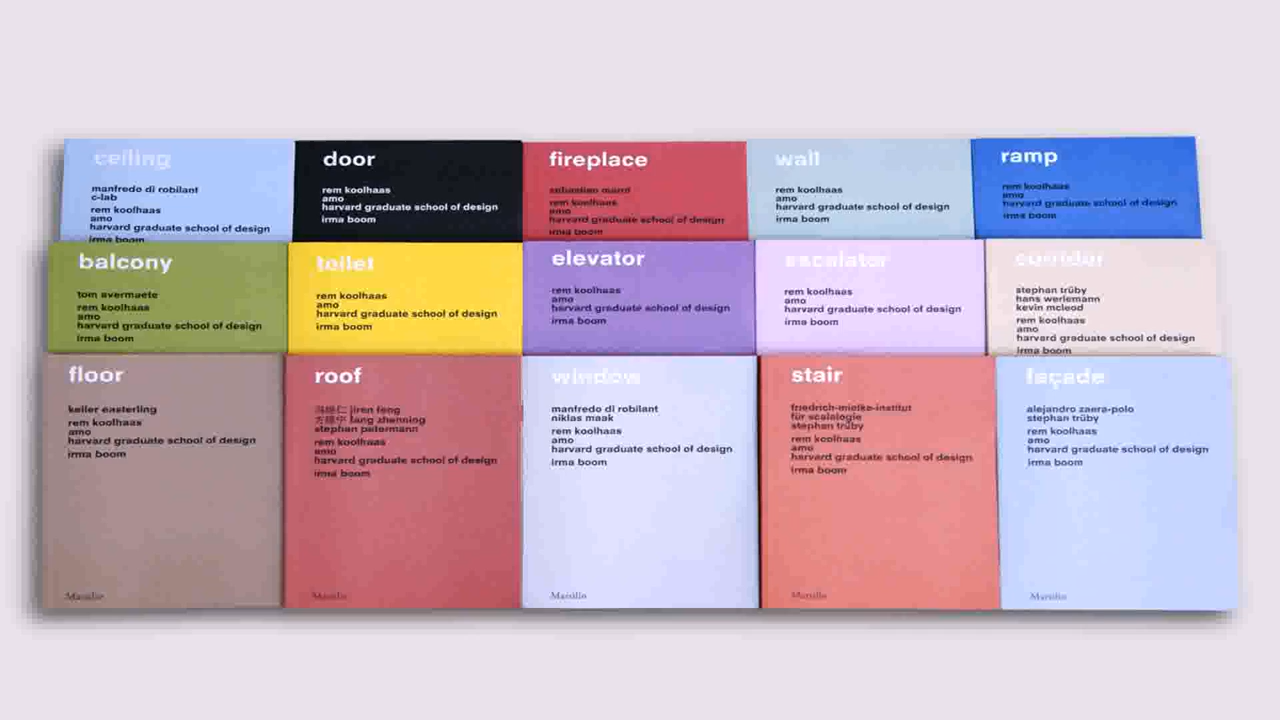 ceiling
manfredo di robilant
c-lab
rem koolhaas
amo
harvard graduate school of design
irma boom
door
rem koolhaas
amo
harvard graduate school of design
irma boom
fireplace
sebastian marot
rem koolhaas
amo
harvard graduate school of design
irma boom
wall
rem koolhaas
amo
harvard graduate school of design
irma boom
ramp
rem koolhaas
amo
harvard graduate school of design
irma boom
balcony
tom avermaete
rem koolhaas
amo
harvard graduate school of design
irma boom
toilet
rem koolhaas
amo
harvard graduate school of design
irma boom
elevator
rem koolhaas
amo
harvard graduate school of design
irma boom
escalator
rem koolhaas
amo
harvard graduate school of design
irma boom
corridor
stephan trüby
hans werlemann
kevin mcleod
rem koolhaas
amo
harvard graduate school of design
irma boom
floor
keller easterling
rem koolhaas
amo
harvard graduate school of design
irma boom
Marsilio
roof
jiren feng
fang zhenning
stephan petermann
rem koolhaas
amo
harvard graduate school of design
irma boom
Marsilio
window
manfredo di robilant
niklas maak
rem koolhaas
amo
harvard graduate school of design
irma boom
Marsilio
stair
friedrich-mielke-institut
für scalalogie
stephan trüby
rem koolhaas
amo
harvard graduate school of design
irma boom
Marsilio
façade
alejandro zaera-polo
stephan trüby
rem koolhaas
amo
harvard graduate school of design
irma boom
Marsilio